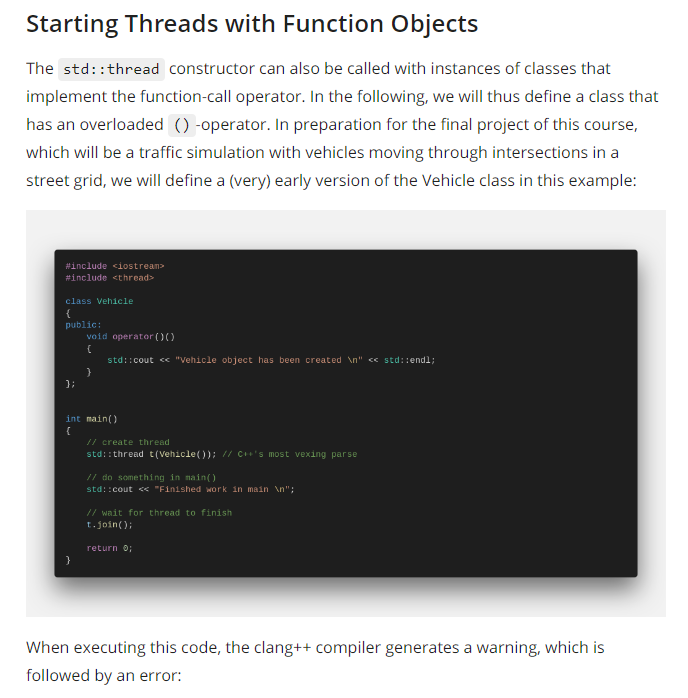 Starting Threads with Function Objects
The std::thread constructor can also be called with instances of classes that
implement the function-call operator. In the following, we will thus define a class that
has an overloaded () -operator. In preparation for the final project of this course,
which will be a traffic simulation with vehicles moving through intersections in a
street grid, we will define a (very) early version of the Vehicle class in this example:
#include <iostream>
#include <thread>
class Vehicle
{
public:
    void operator()()
    {
        std::cout << "Vehicle object has been created \n" << std::endl;
    }
};
int main()
{
    // create thread
    std::thread t(Vehicle()); // C++'s most vexing parse
    // do something in main()
    std::cout << "Finished work in main \n";
    // wait for thread to finish
    t.join();
    return 0;
}
When executing this code, the clang++ compiler generates a warning, which is
followed by an error: